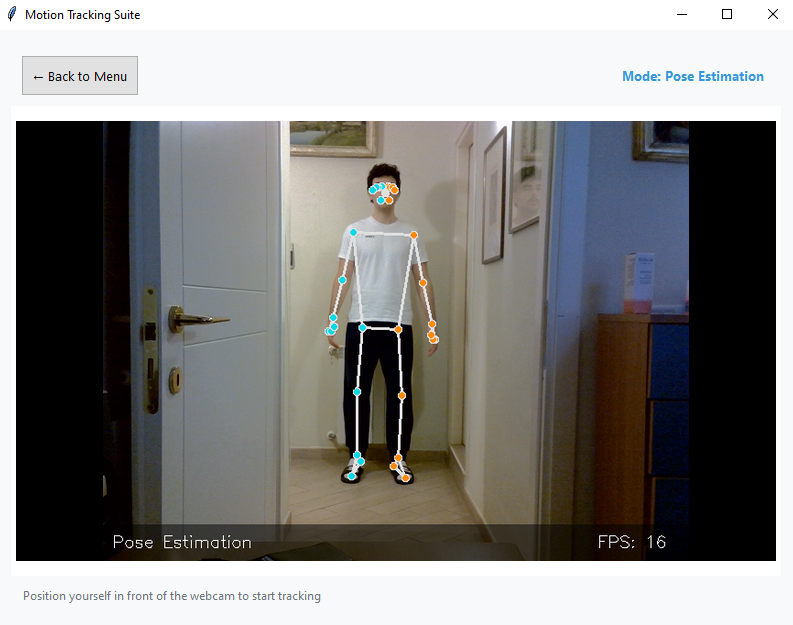 Motion Tracking Suite
← Back to Menu
Mode: Pose Estimation
Pose Estimation
FPS: 16
Position yourself in front of the webcam to start tracking